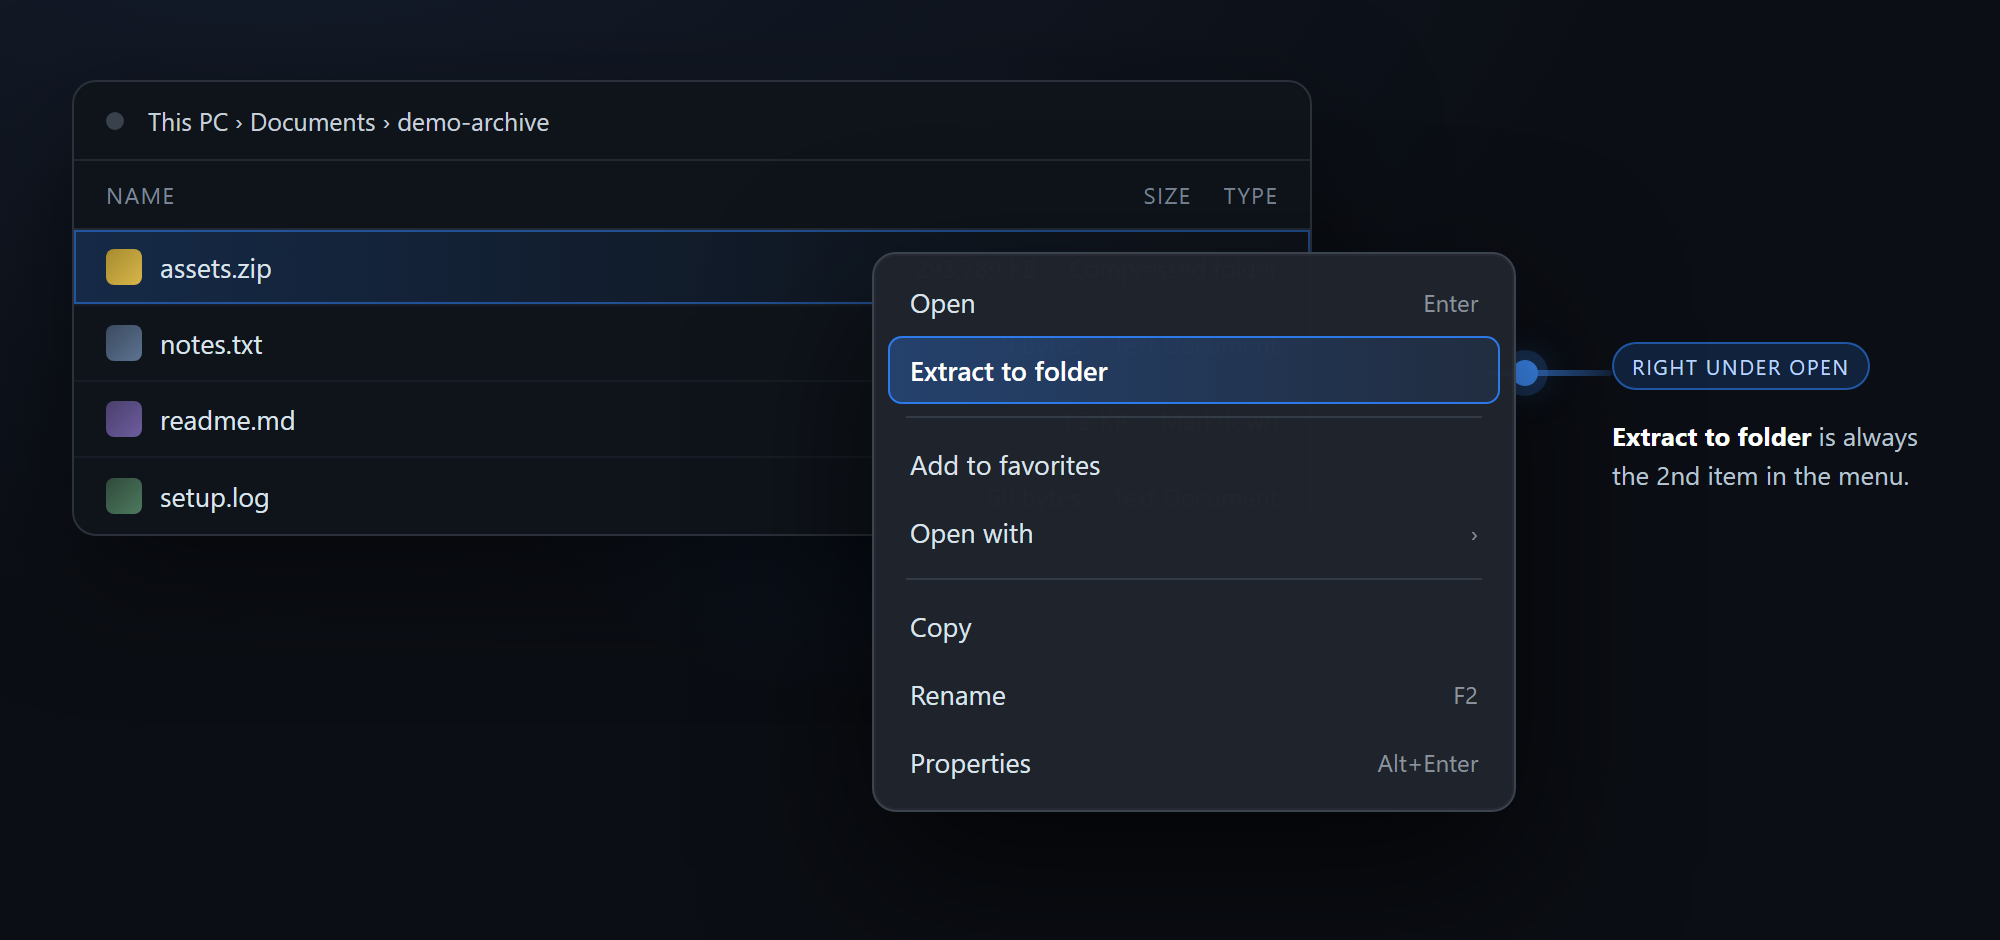 This PC › Documents › demo-archive
NAME SIZE TYPE
assets.zip
notes.txt
readme.md
setup.log
Open Enter
Extract to folder
Add to favorites
Open with ›
Copy
Rename F2
Properties Alt+Enter
RIGHT UNDER OPEN
Extract to folder is always
the 2nd item in the menu.